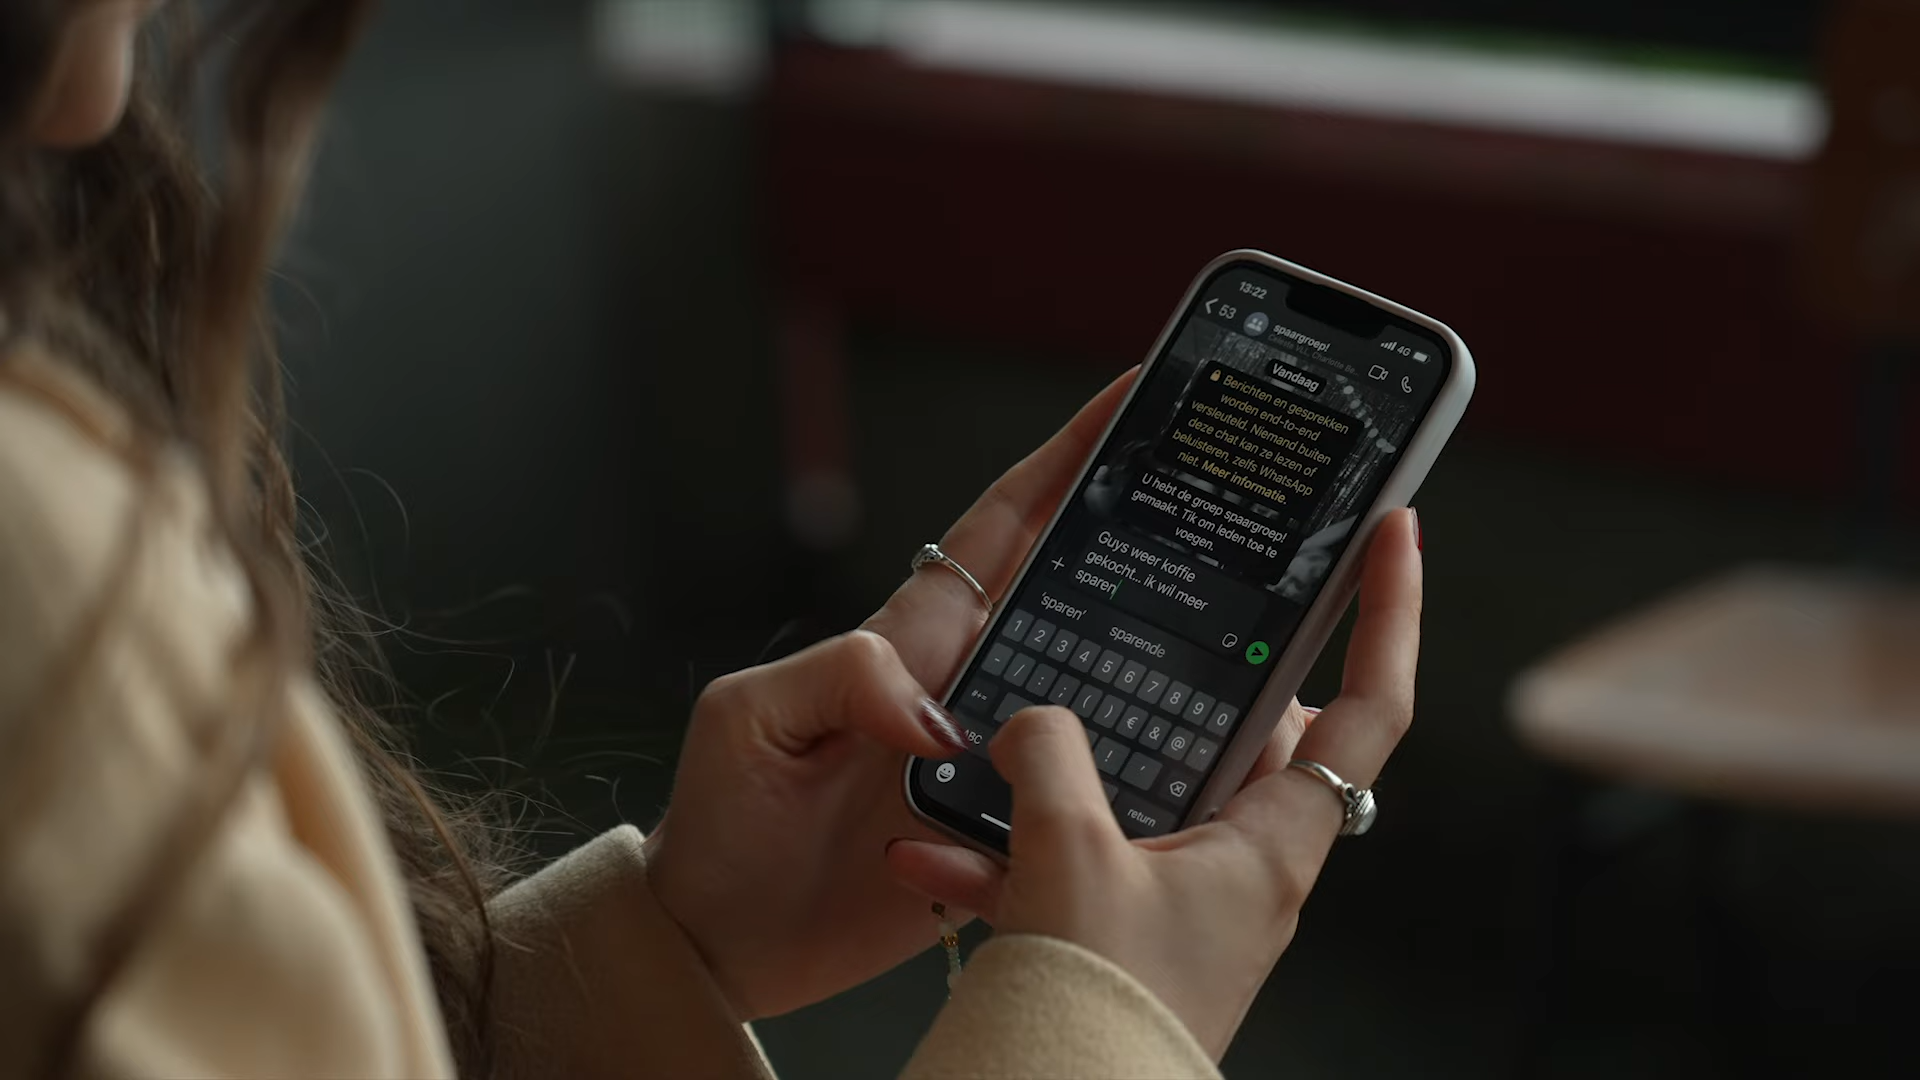 13:22
4G
53
spaargroep!
Vandaag
Berichten en gesprekken
worden end-to-end
versleuteld. Niemand buiten
deze chat kan ze lezen of
beluisteren, zelfs WhatsApp
niet. Meer informatie.
U hebt de groep spaargroep!
gemaakt. Tik om leden toe te
voegen.
Guys weer koffie
gekocht... ik wil meer
sparen
'sparen' sparende
1 2 3 4 5 6 7 8 9 0
- / : ; ( ) € & @ "
#+= ! '
ABC
return